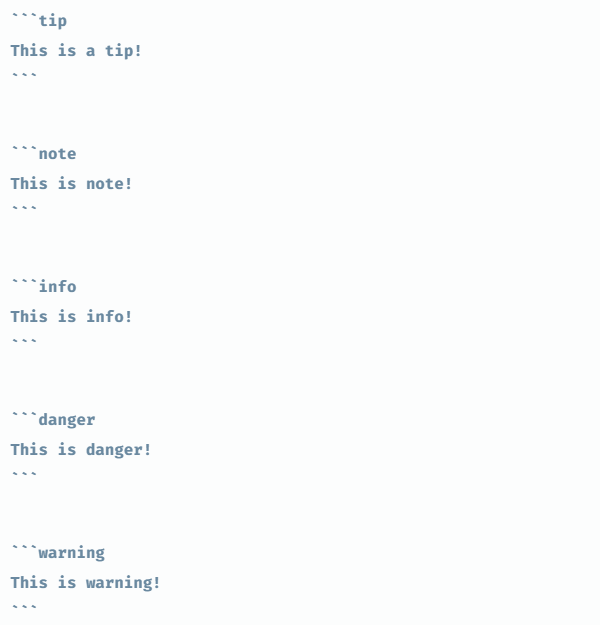 ```tip
This is a tip!
```
```note
This is note!
```
```info
This is info!
```
```danger
This is danger!
```
```warning
This is warning!
```